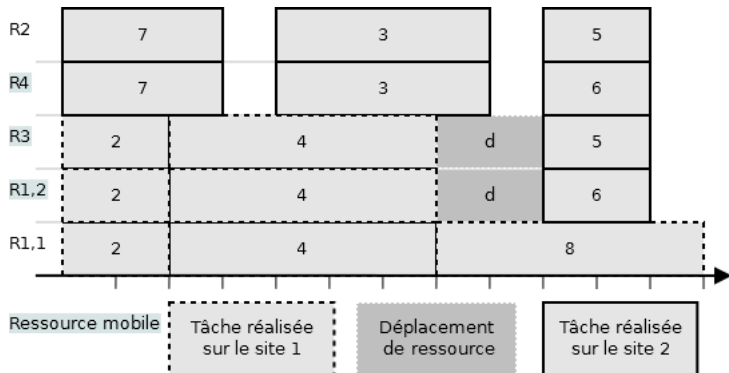 R2 7 3 5
R4 7 3 6
R3 2 4 d 5
R1,2 2 4 d 6
R1,1 2 4 8
Ressource mobile
Tâche réalisée
sur le site 1
Déplacement
de ressource
Tâche réalisée
sur le site 2